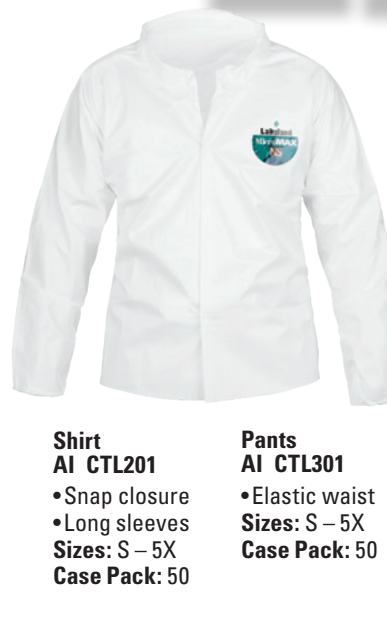 Lakeland
MicroMAX
NS
Shirt
AI CTL201
•Snap closure
•Long sleeves
Sizes: S – 5X
Case Pack: 50
Pants
AI CTL301
•Elastic waist
Sizes: S – 5X
Case Pack: 50